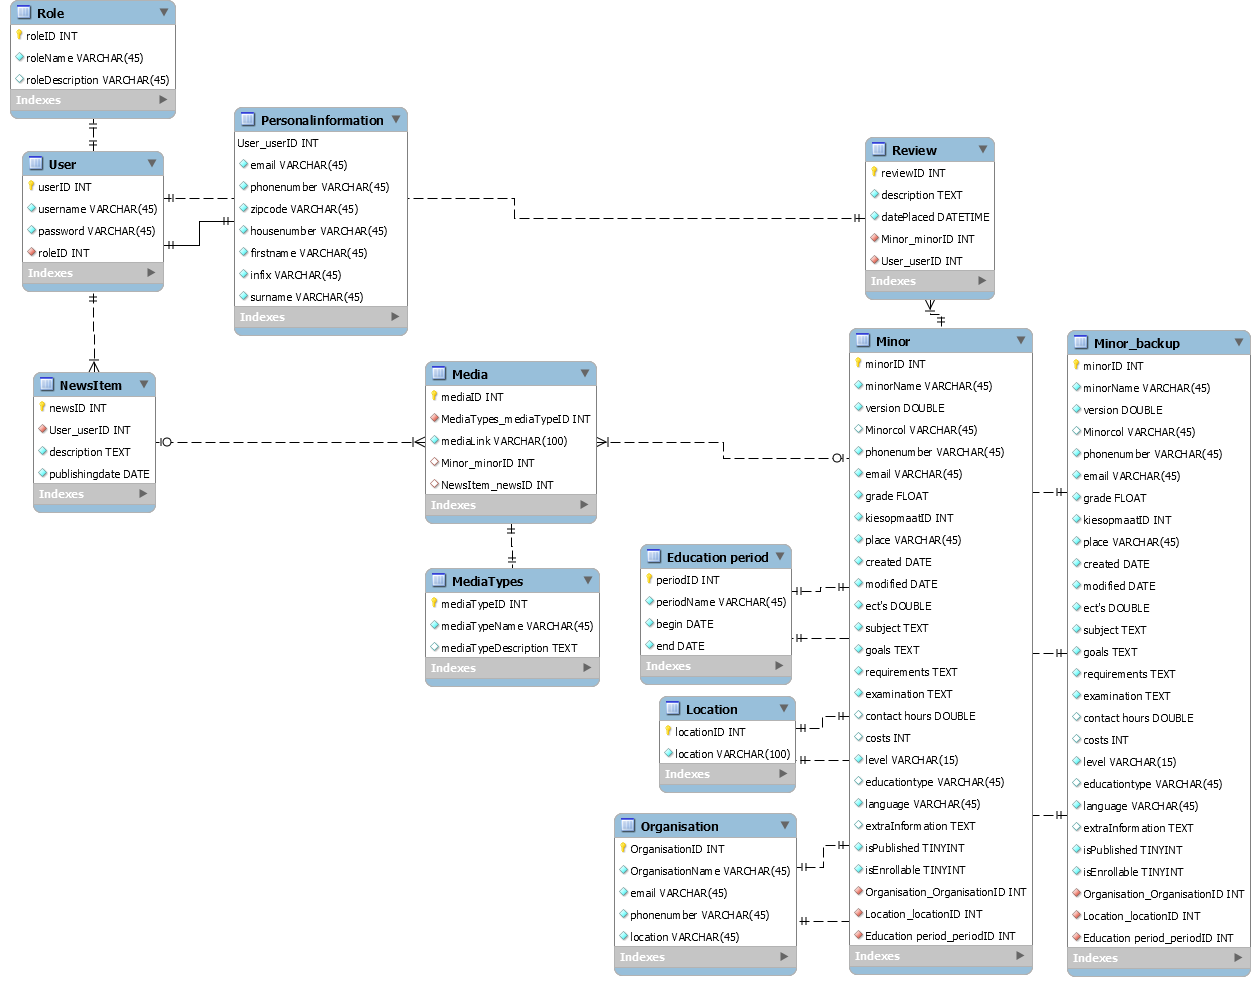 Role
roleID INT
roleName VARCHAR(45)
roleDescription VARCHAR(45)
Indexes
User
userID INT
username VARCHAR(45)
password VARCHAR(45)
roleID INT
Indexes
Personalinformation
User_userID INT
email VARCHAR(45)
phonenumber VARCHAR(45)
zipcode VARCHAR(45)
housenumber VARCHAR(45)
firstname VARCHAR(45)
infix VARCHAR(45)
surname VARCHAR(45)
Indexes
Review
reviewID INT
description TEXT
datePlaced DATETIME
Minor_minorID INT
User_userID INT
Indexes
NewsItem
newsID INT
User_userID INT
description TEXT
publishingdate DATE
Indexes
Media
mediaID INT
MediaTypes_mediaTypeID INT
mediaLink VARCHAR(100)
Minor_minorID INT
NewsItem_newsID INT
Indexes
MediaTypes
mediaTypeID INT
mediaTypeName VARCHAR(45)
mediaTypeDescription TEXT
Indexes
Education period
periodID INT
periodName VARCHAR(45)
begin DATE
end DATE
Indexes
Location
locationID INT
location VARCHAR(100)
Indexes
Organisation
OrganisationID INT
OrganisationName VARCHAR(45)
email VARCHAR(45)
phonenumber VARCHAR(45)
location VARCHAR(45)
Indexes
Minor
minorID INT
minorName VARCHAR(45)
version DOUBLE
Minorcol VARCHAR(45)
phonenumber VARCHAR(45)
email VARCHAR(45)
grade FLOAT
kiesopmaatID INT
place VARCHAR(45)
created DATE
modified DATE
ect's DOUBLE
subject TEXT
goals TEXT
requirements TEXT
examination TEXT
contact hours DOUBLE
costs INT
level VARCHAR(15)
educationtype VARCHAR(45)
language VARCHAR(45)
extraInformation TEXT
isPublished TINYINT
isEnrollable TINYINT
Organisation_OrganisationID INT
Location_locationID INT
Education period_periodID INT
Indexes
Minor_backup
minorID INT
minorName VARCHAR(45)
version DOUBLE
Minorcol VARCHAR(45)
phonenumber VARCHAR(45)
email VARCHAR(45)
grade FLOAT
kiesopmaatID INT
place VARCHAR(45)
created DATE
modified DATE
ect's DOUBLE
subject TEXT
goals TEXT
requirements TEXT
examination TEXT
contact hours DOUBLE
costs INT
level VARCHAR(15)
educationtype VARCHAR(45)
language VARCHAR(45)
extraInformation TEXT
isPublished TINYINT
isEnrollable TINYINT
Organisation_OrganisationID INT
Location_locationID INT
Education period_periodID INT
Indexes